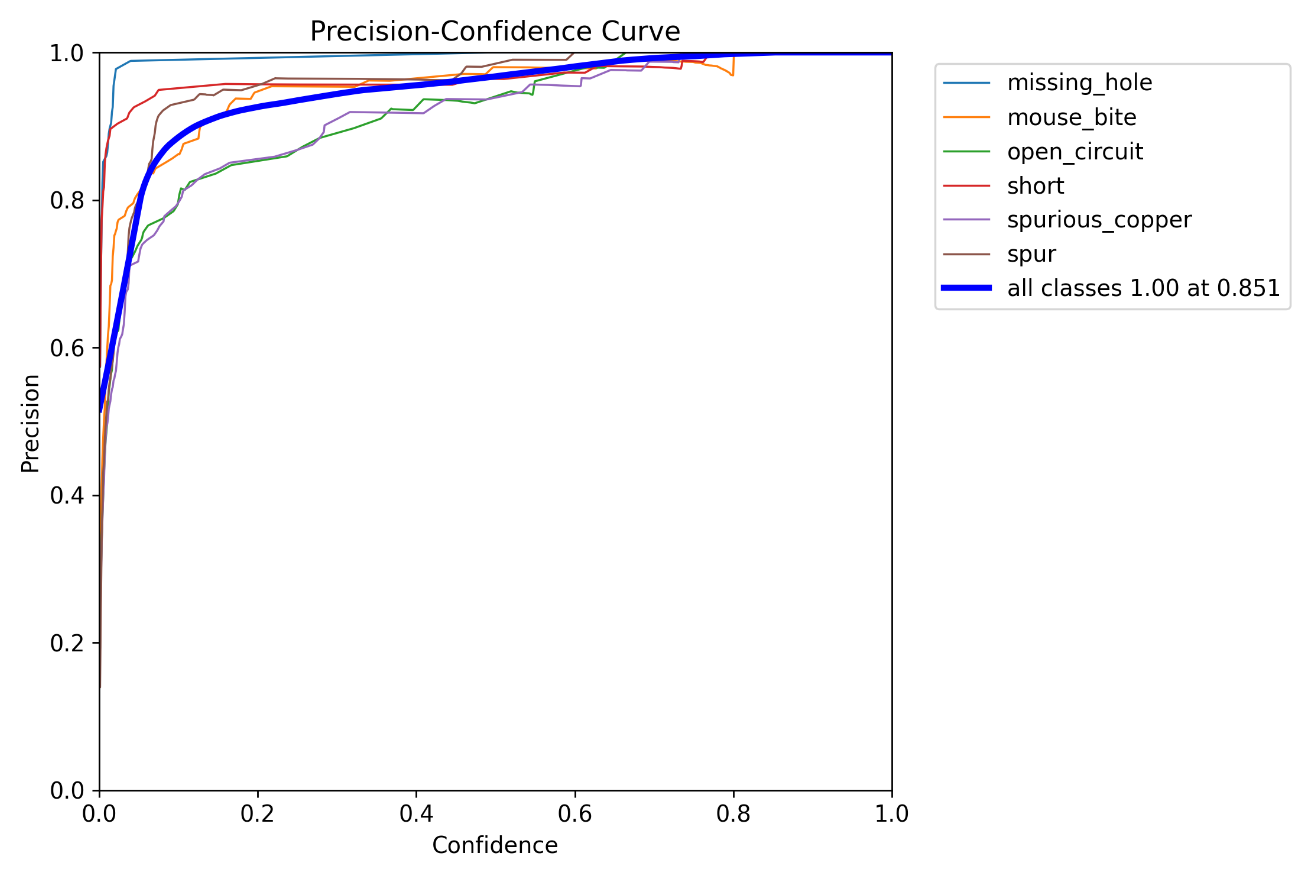 Precision-Confidence Curve
1.0
0.8
0.6
0.4
0.2
0.0
Precision
0.0 0.2 0.4 0.6 0.8 1.0
Confidence
missing_hole
mouse_bite
open_circuit
short
spurious_copper
spur
all classes 1.00 at 0.851